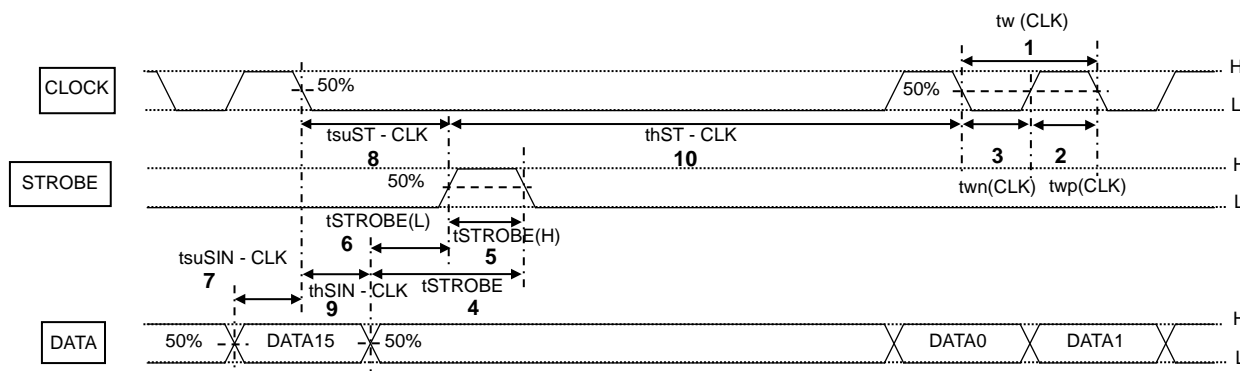 tw (CLK)
1
H
CLOCK
50%
50%
L
tsuST - CLK
thST - CLK
8
10
3
2
H
STROBE
50%
twn(CLK)
twp(CLK)
L
tSTROBE(L)
6
tSTROBE(H)
5
tsuSIN - CLK
7
thSIN - CLK
tSTROBE
9
4
H
DATA
50%
DATA15
50%
DATA0
DATA1
L